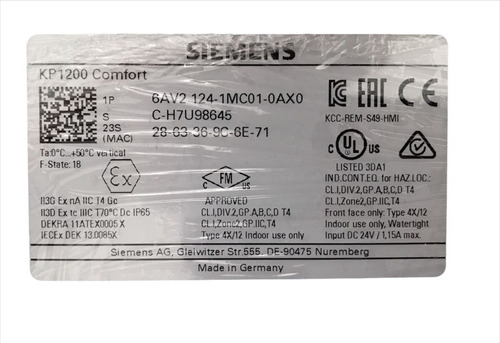 SIEMENS
KP1200 Comfort
1P 6AV2 124-1MC01-0AX0
S C-H7U98645
23S (MAC) 28-63-36-9C-6E-71
Ta:0°C...+50°C vertical
F-State: 18
II3G Ex nA IIC T4 Gc
II3D Ex tc IIIC T70°C Dc IP65
DEKRA 11ATEX0005 X
IECEx DEK 13.0085X
Ex
FM
APPROVED
CL.I,DIV.2,GP.A,B,C,D T4
CL.I,Zone2,GP.IIC,T4
Type 4X/12 Indoor use only
EAC CE
KCC-REM-S49-HMI
c UL us
LISTED 3DA1
IND.CONT.EQ. for HAZ.LOC.:
CL.I,DIV.2,GP.A,B,C,D T4
CL.I,Zone2,GP.IIC,T4
Front face only: Type 4X/12
Indoor use only, Watertight
Input DC 24V / 1,15A max.
Siemens AG, Gleiwitzer Str.555. DE-90475 Nuremberg
Made in Germany